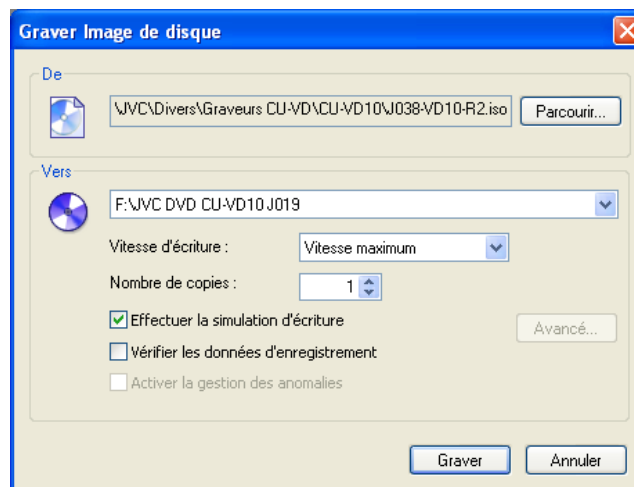 Graver Image de disque
De
\JVC\Divers\Graveurs CU-VD\CU-VD10\J038-VD10-R2.iso
Parcourir...
Vers
F:\JVC DVD CU-VD10 J019
Vitesse d'écriture :
Vitesse maximum
Nombre de copies :
1
Effectuer la simulation d'écriture
Avancé...
Vérifier les données d'enregistrement
Activer la gestion des anomalies
Graver
Annuler